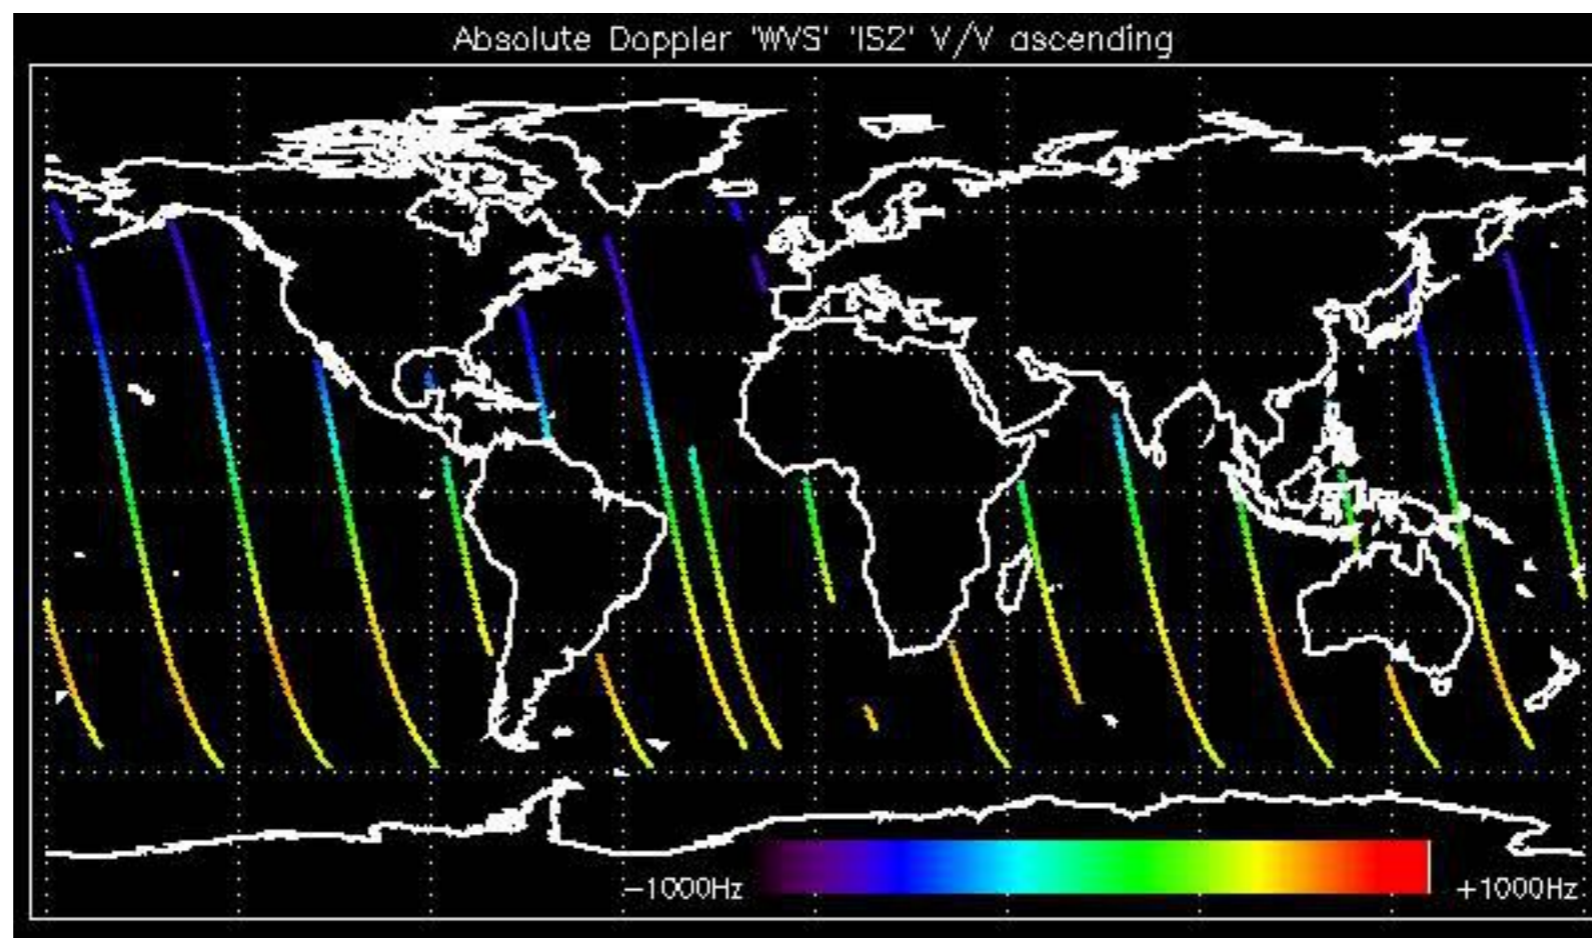 Absolute Doppler 'WVS' 'IS2' V/V ascending
-1000Hz +1000Hz